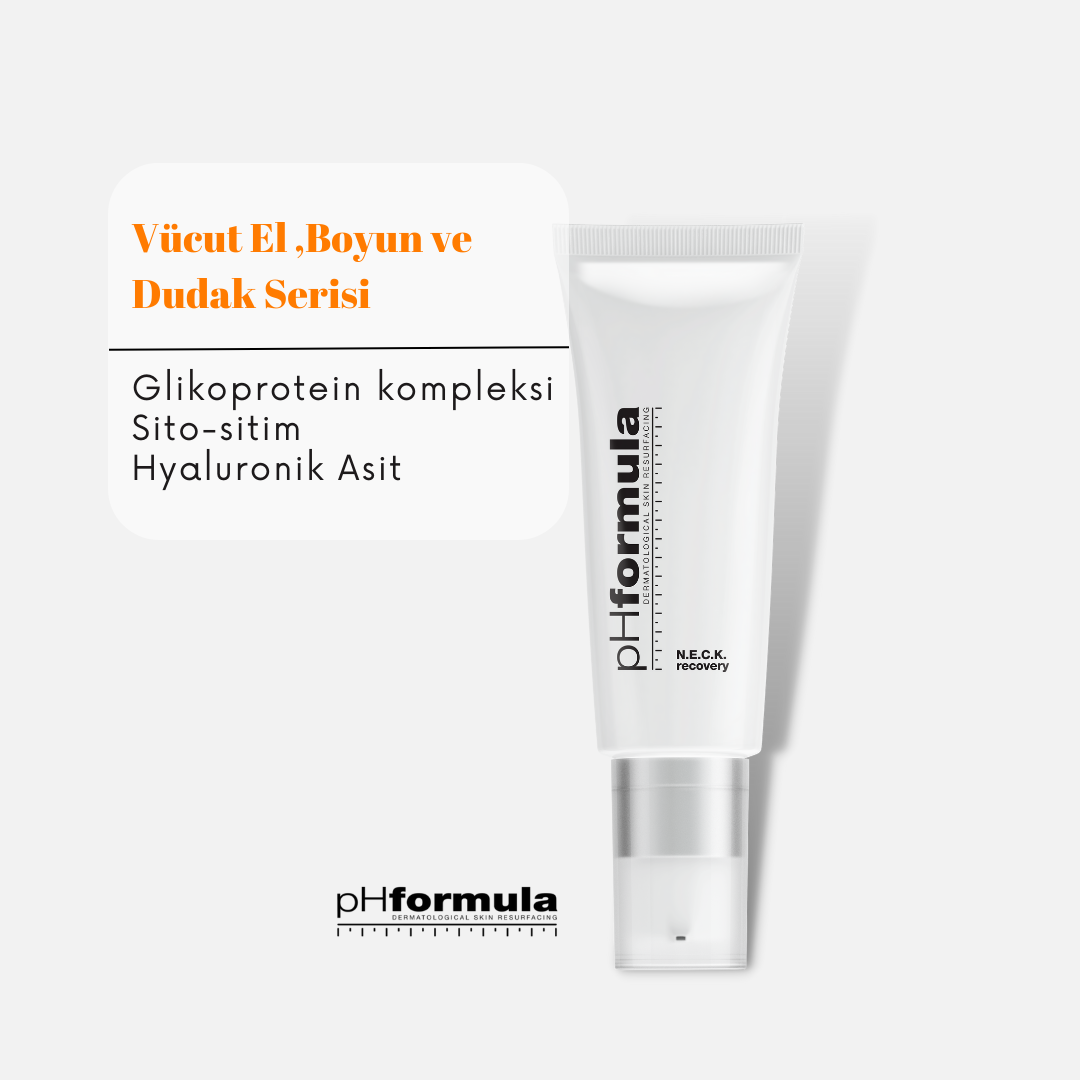 Vücut El ,Boyun ve
Dudak Serisi
Glikoprotein kompleksi
Sito-sitim
Hyaluronik Asit
pHformula
DERMATOLOGICAL SKIN RESURFACING
N.E.C.K.
recovery
pHformula
DERMATOLOGICAL SKIN RESURFACING